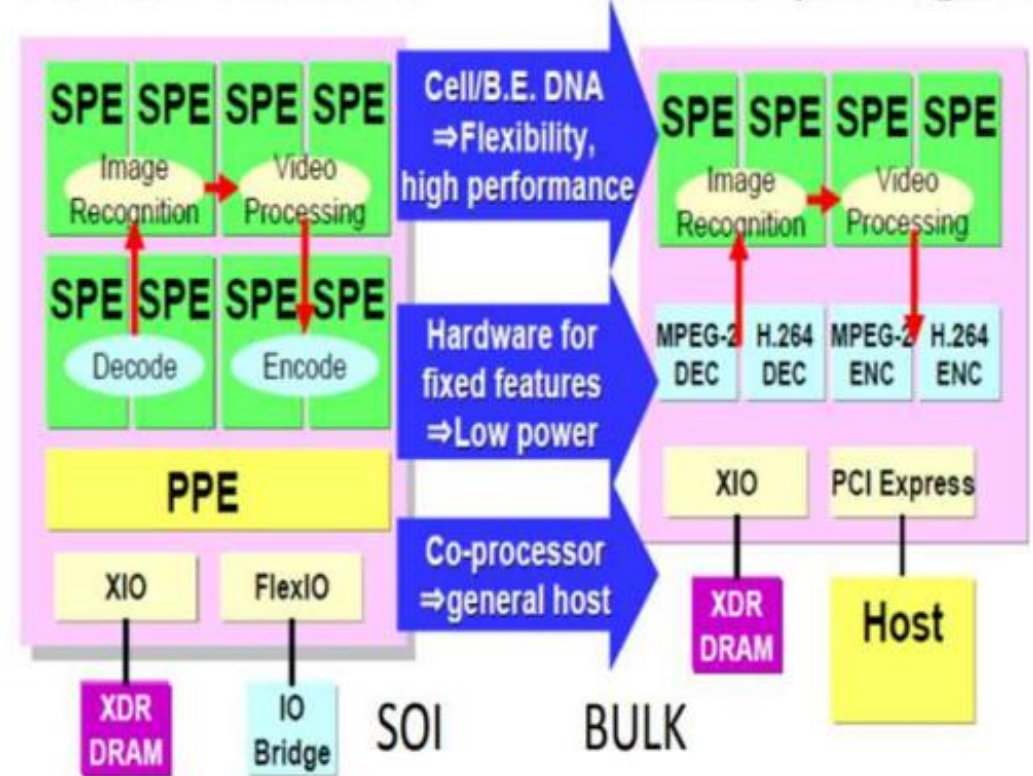 SPE SPE SPE SPE
Image
Recognition
Video
Processing
SPE SPE SPE SPE
Decode
Encode
PPE
XIO
FlexIO
XDR
DRAM
IO
Bridge
Cell/B.E. DNA
⇒Flexibility,
high performance
Hardware for
fixed features
⇒Low power
Co-processor
⇒general host
SOI
BULK
SPE SPE SPE SPE
Image
Recognition
Video
Processing
MPEG-2
DEC
H.264
DEC
MPEG-2
ENC
H.264
ENC
XIO
PCI Express
XDR
DRAM
Host